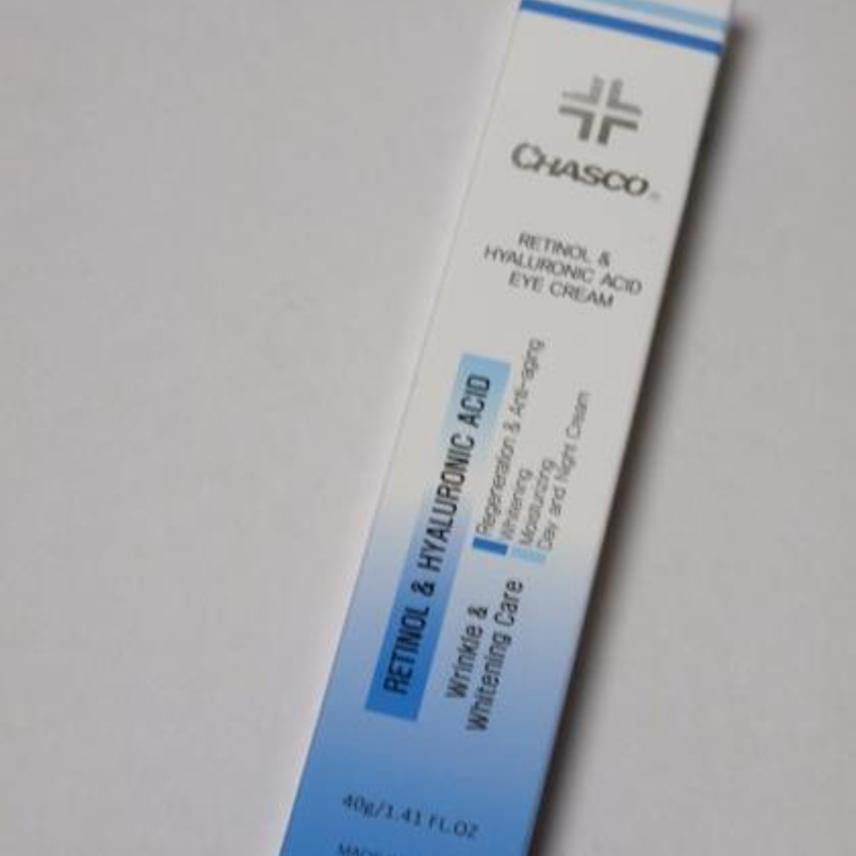 CHASCO
RETINOL &
HYALURONIC ACID
EYE CREAM
RETINOL & HYALURONIC ACID
Wrinkle &
Whitening Care
Regeneration & Anti-aging
Whitening
Moisturizing
Day and Night Cream
40g/1.41 FL.OZ
MADE